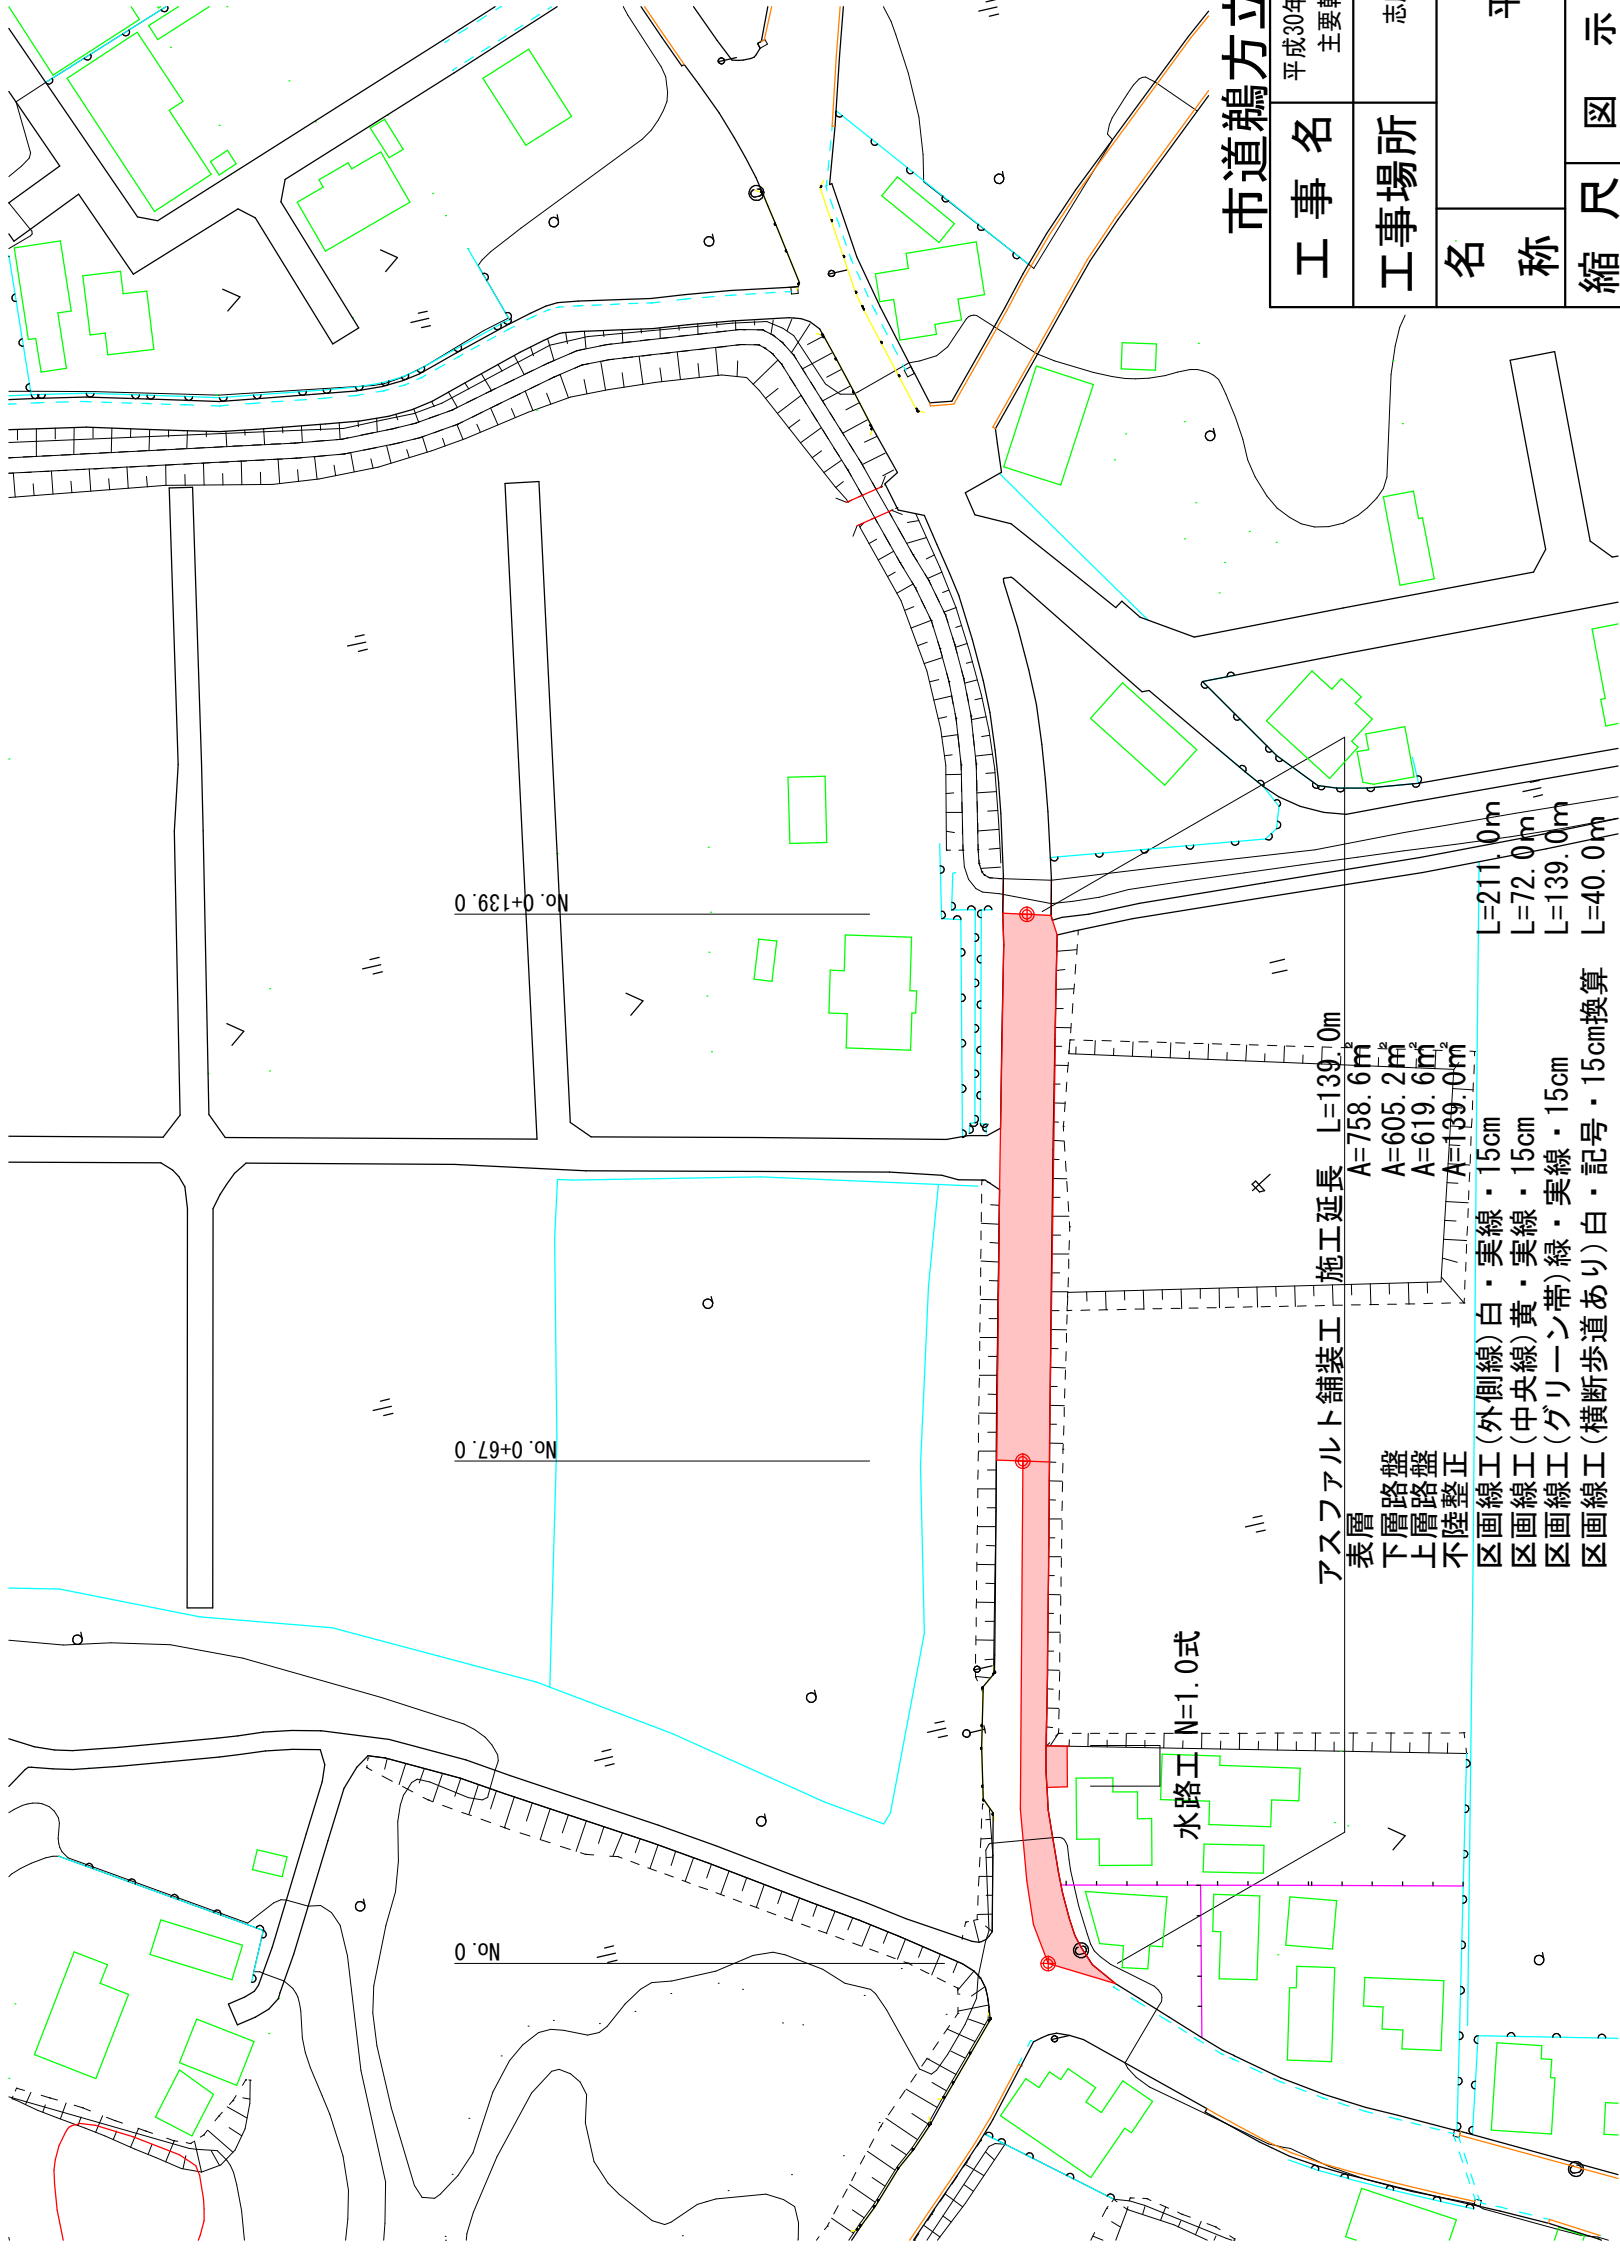 市道鵜方立
工 事 名
平成30年
主要
工事場所
志
名 称
平
縮 尺
図 示
No.0+139.0
No.0+67.0
No.0
アスファルト舗装工 施工延長 L=139.0m
表層 A=758.6㎡
下層路盤 A=605.2㎡
上層路盤 A=619.6㎡
不陸整正 A=139.0㎡
区画線工(外側線)白・実線・15cm L=211.0m
区画線工(中央線)黄・実線・15cm L=72.0m
区画線工(グリーン帯)緑・実線・15cm L=139.0m
区画線工(横断歩道あり)白・記号・15cm換算 L=40.0m
水路工 N=1.0式